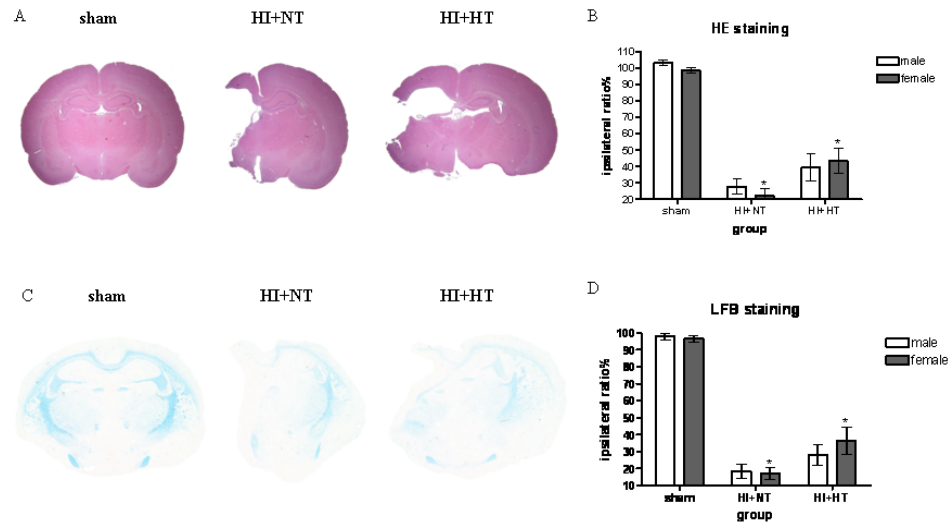 A
sham
HI+NT
HI+HT
B
HE staining
ipsilateral ratio%
110
100
90
80
70
60
50
40
30
20
*
*
sham
HI+NT
HI+HT
group
male
female
C
sham
HI+NT
HI+HT
D
LFB staining
ipsilateral ratio%
100
90
80
70
60
50
40
30
20
10
*
*
sham
HI+NT
HI+HT
group
male
female